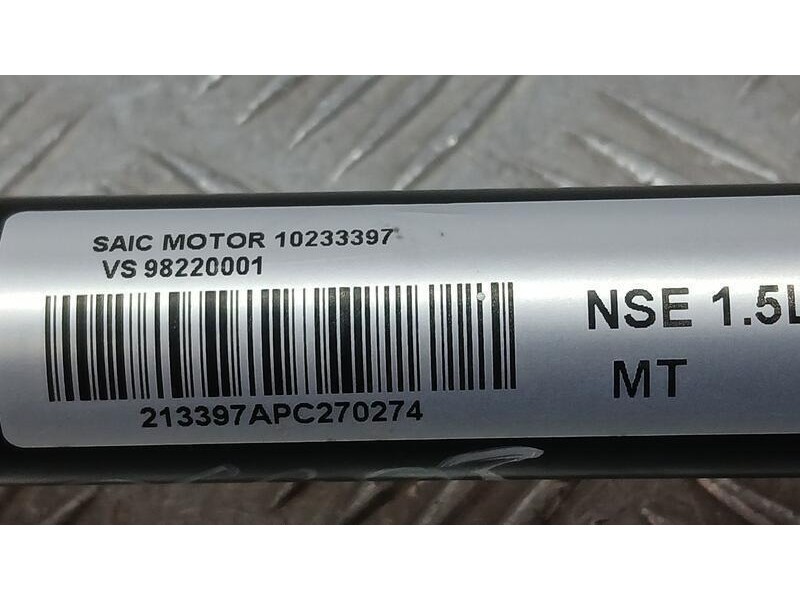 SAIC MOTOR 10233397
VS 98220001
213397APC270274
NSE 1.5L
MT